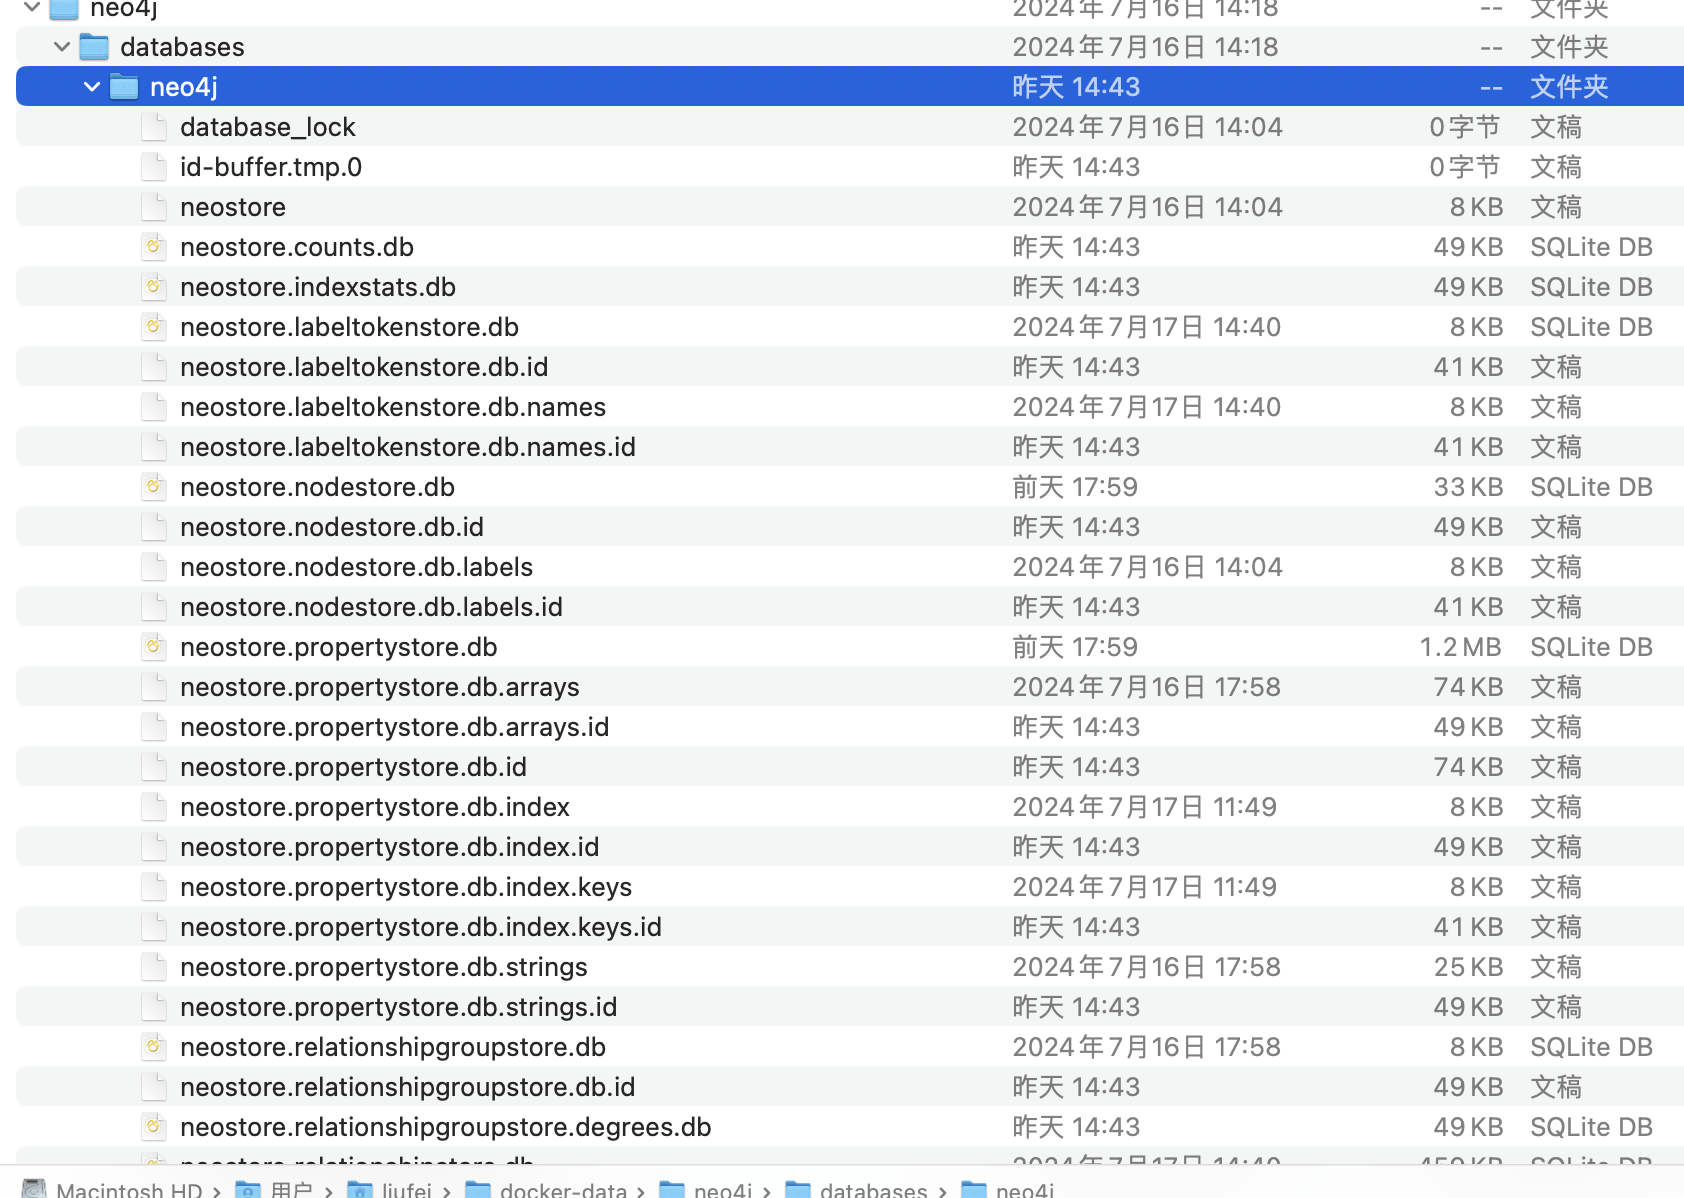 neo4j 2024年7月16日 14:18 -- 文件夹
databases 2024年7月16日 14:18 -- 文件夹
neo4j 昨天 14:43 -- 文件夹
database_lock 2024年7月16日 14:04 0字节 文稿
id-buffer.tmp.0 昨天 14:43 0字节 文稿
neostore 2024年7月16日 14:04 8 KB 文稿
neostore.counts.db 昨天 14:43 49 KB SQLite DB
neostore.indexstats.db 昨天 14:43 49 KB SQLite DB
neostore.labeltokenstore.db 2024年7月17日 14:40 8 KB SQLite DB
neostore.labeltokenstore.db.id 昨天 14:43 41 KB 文稿
neostore.labeltokenstore.db.names 2024年7月17日 14:40 8 KB 文稿
neostore.labeltokenstore.db.names.id 昨天 14:43 41 KB 文稿
neostore.nodestore.db 前天 17:59 33 KB SQLite DB
neostore.nodestore.db.id 昨天 14:43 49 KB 文稿
neostore.nodestore.db.labels 2024年7月16日 14:04 8 KB 文稿
neostore.nodestore.db.labels.id 昨天 14:43 41 KB 文稿
neostore.propertystore.db 前天 17:59 1.2 MB SQLite DB
neostore.propertystore.db.arrays 2024年7月16日 17:58 74 KB 文稿
neostore.propertystore.db.arrays.id 昨天 14:43 49 KB 文稿
neostore.propertystore.db.id 昨天 14:43 74 KB 文稿
neostore.propertystore.db.index 2024年7月17日 11:49 8 KB 文稿
neostore.propertystore.db.index.id 昨天 14:43 49 KB 文稿
neostore.propertystore.db.index.keys 2024年7月17日 11:49 8 KB 文稿
neostore.propertystore.db.index.keys.id 昨天 14:43 41 KB 文稿
neostore.propertystore.db.strings 2024年7月16日 17:58 25 KB 文稿
neostore.propertystore.db.strings.id 昨天 14:43 49 KB 文稿
neostore.relationshipgroupstore.db 2024年7月16日 17:58 8 KB SQLite DB
neostore.relationshipgroupstore.db.id 昨天 14:43 49 KB 文稿
neostore.relationshipgroupstore.degrees.db 昨天 14:43 49 KB SQLite DB
neostore.relationshipstore.db 2024年7月17日 14:40 KB SQLite DB
Macintosh HD › 用户 › liufei › docker-data › neo4j › databases › neo4j